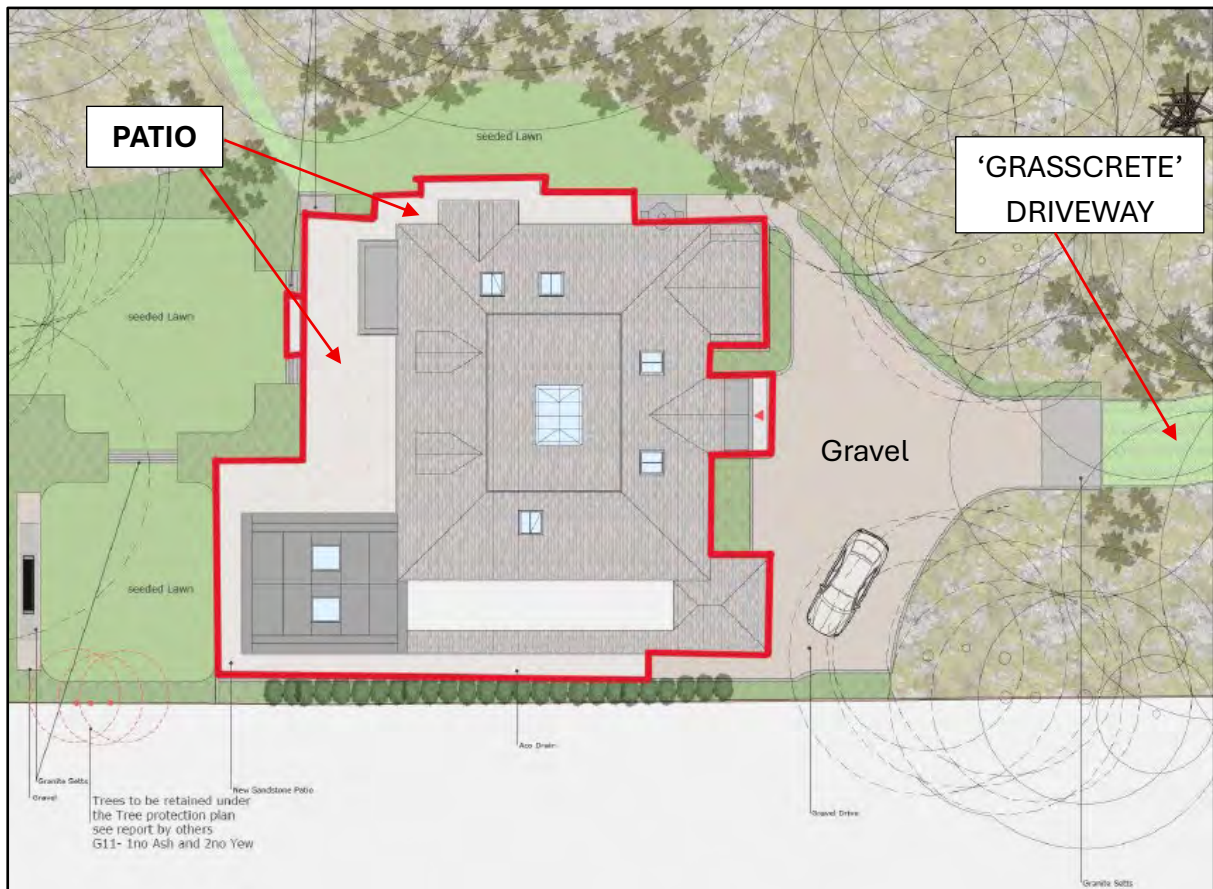 seeded Lawn
PATIO
'GRASSCRETE'
DRIVEWAY
seeded Lawn
Gravel
seeded Lawn
Aco Drain
Granite Setts
Gravel
New Sandstone Patio
Trees to be retained under
the Tree protection plan
see report by others
G11- 1no Ash and 2no Yew
Gravel Drive
Granite Setts